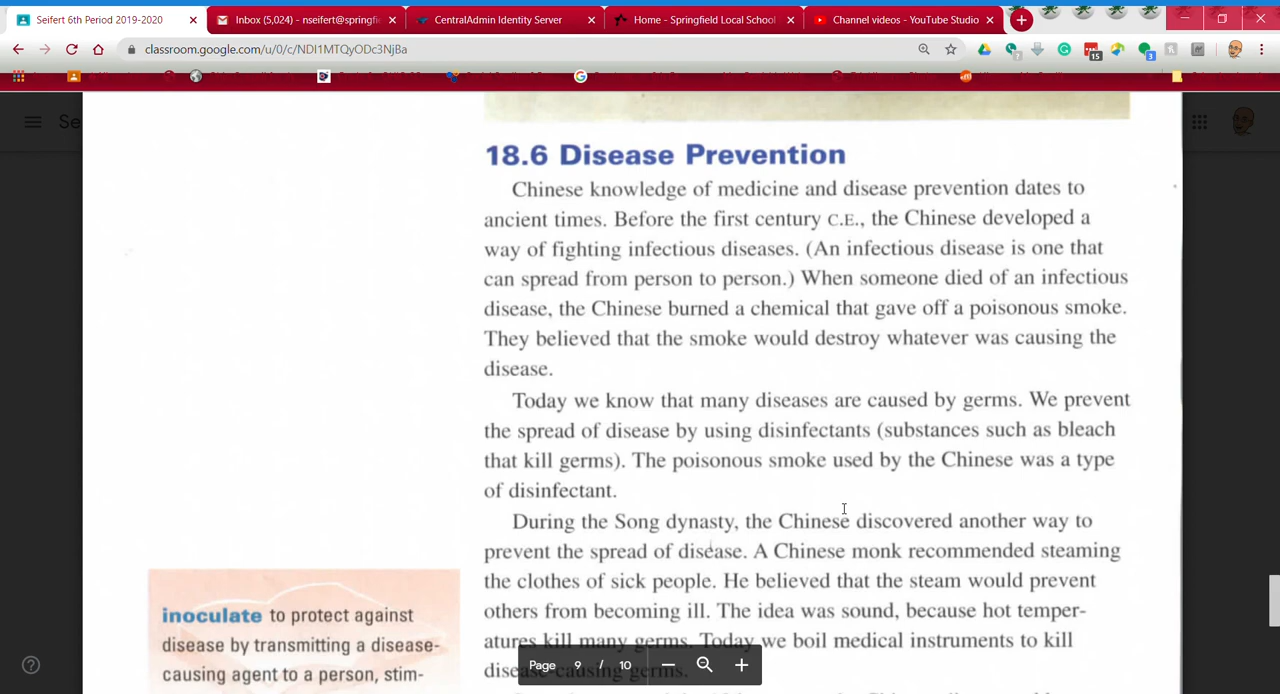 Seifert 6th Period 2019-2020
Inbox (5,024) - nseifert@springfi
CentralAdmin Identity Server
Home - Springfield Local School
Channel videos - YouTube Studio
classroom.google.com/u/0/c/NDI1MTQyODc3NjBa
Se
18.6 Disease Prevention
Chinese knowledge of medicine and disease prevention dates to
ancient times. Before the first century C.E., the Chinese developed a
way of fighting infectious diseases. (An infectious disease is one that
can spread from person to person.) When someone died of an infectious
disease, the Chinese burned a chemical that gave off a poisonous smoke.
They believed that the smoke would destroy whatever was causing the
disease.
Today we know that many diseases are caused by germs. We prevent
the spread of disease by using disinfectants (substances such as bleach
that kill germs). The poisonous smoke used by the Chinese was a type
of disinfectant.
During the Song dynasty, the Chinese discovered another way to
prevent the spread of disease. A Chinese monk recommended steaming
the clothes of sick people. He believed that the steam would prevent
others from becoming ill. The idea was sound, because hot temper-
atures kill many germs. Today we boil medical instruments to kill
disease-causing germs.
inoculate to protect against
disease by transmitting a disease-
causing agent to a person, stim-
Page 9 / 10